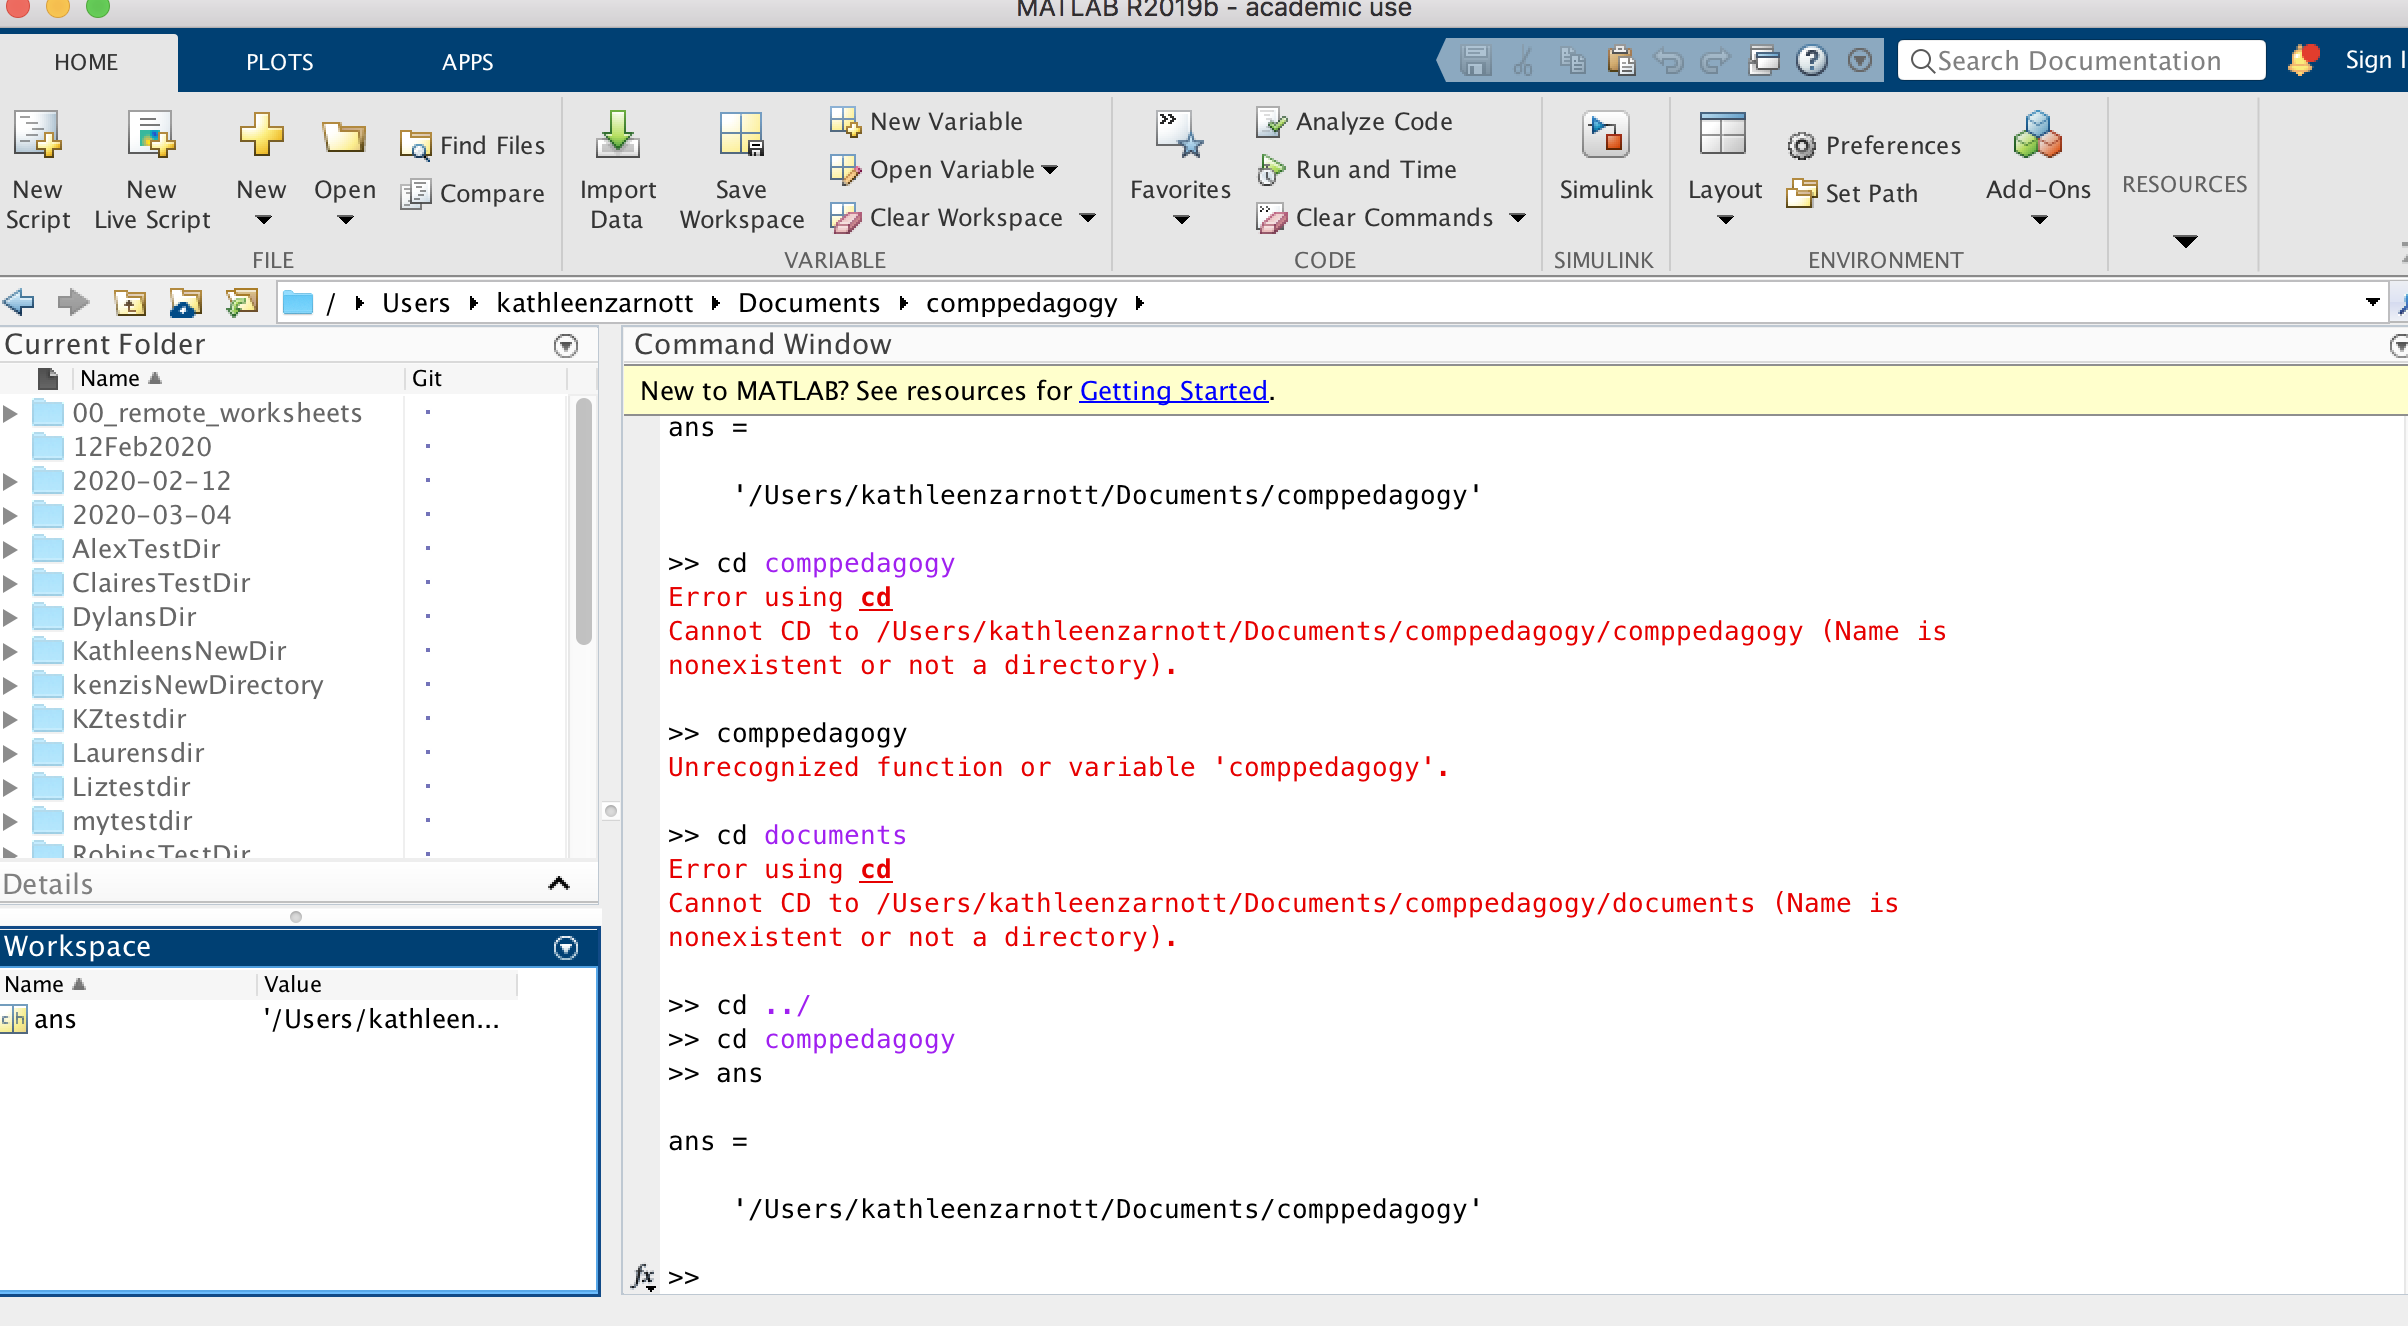 MATLAB R2019b - academic use
HOME
PLOTS
APPS
Search Documentation
Sign I
New Script
New Live Script
New
Open
Find Files
Compare
FILE
Import Data
Save Workspace
New Variable
Open Variable
Clear Workspace
VARIABLE
Favorites
Analyze Code
Run and Time
Clear Commands
CODE
Simulink
SIMULINK
Layout
Preferences
Set Path
Add-Ons
ENVIRONMENT
RESOURCES
/ Users kathleenzarnott Documents comppedagogy
Current Folder
Name
Git
00_remote_worksheets
12Feb2020
2020-02-12
2020-03-04
AlexTestDir
ClairesTestDir
DylansDir
KathleensNewDir
kenzisNewDirectory
KZtestdir
Laurensdir
Liztestdir
mytestdir
RobinsTestDir
Details
Workspace
Name
Value
ch ans
'/Users/kathleen...
Command Window
New to MATLAB? See resources for Getting Started.
ans =
'/Users/kathleenzarnott/Documents/comppedagogy'
>> cd comppedagogy
Error using cd
Cannot CD to /Users/kathleenzarnott/Documents/comppedagogy/comppedagogy (Name is
nonexistent or not a directory).
>> comppedagogy
Unrecognized function or variable 'comppedagogy'.
>> cd documents
Error using cd
Cannot CD to /Users/kathleenzarnott/Documents/comppedagogy/documents (Name is
nonexistent or not a directory).
>> cd ../
>> cd comppedagogy
>> ans
ans =
'/Users/kathleenzarnott/Documents/comppedagogy'
fx >>